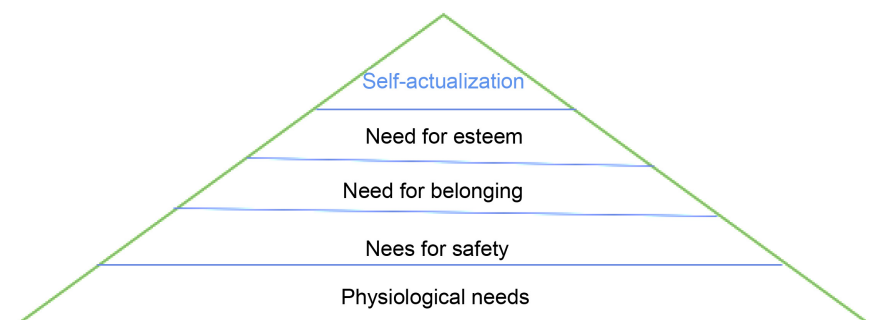 Self-actualization
Need for esteem
Need for belonging
Nees for safety
Physiological needs